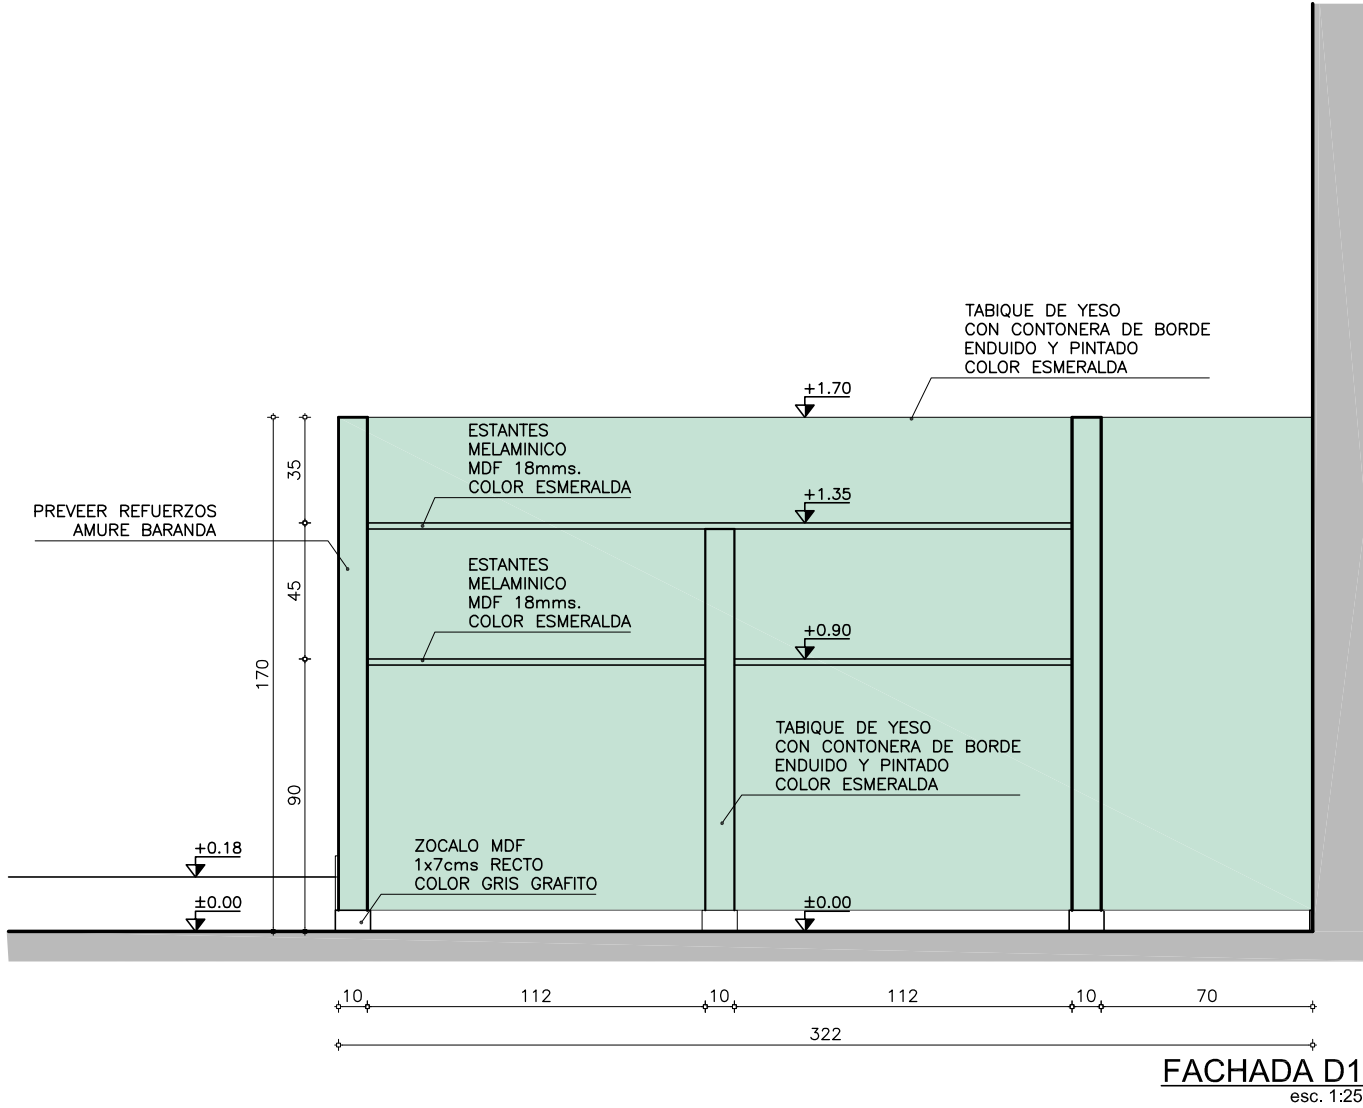 TABIQUE DE YESO
CON CONTONERA DE BORDE
ENDUIDO Y PINTADO
COLOR ESMERALDA
+1.70
ESTANTES
MELAMINICO
MDF 18mms.
COLOR ESMERALDA
35
+1.35
PREVEER REFUERZOS
AMURE BARANDA
ESTANTES
MELAMINICO
MDF 18mms.
COLOR ESMERALDA
45
+0.90
170
TABIQUE DE YESO
CON CONTONERA DE BORDE
ENDUIDO Y PINTADO
COLOR ESMERALDA
90
+0.18
ZOCALO MDF
1x7cms RECTO
COLOR GRIS GRAFITO
±0.00
±0.00
10 112 10 112 10 70
322
FACHADA D1
esc. 1:25